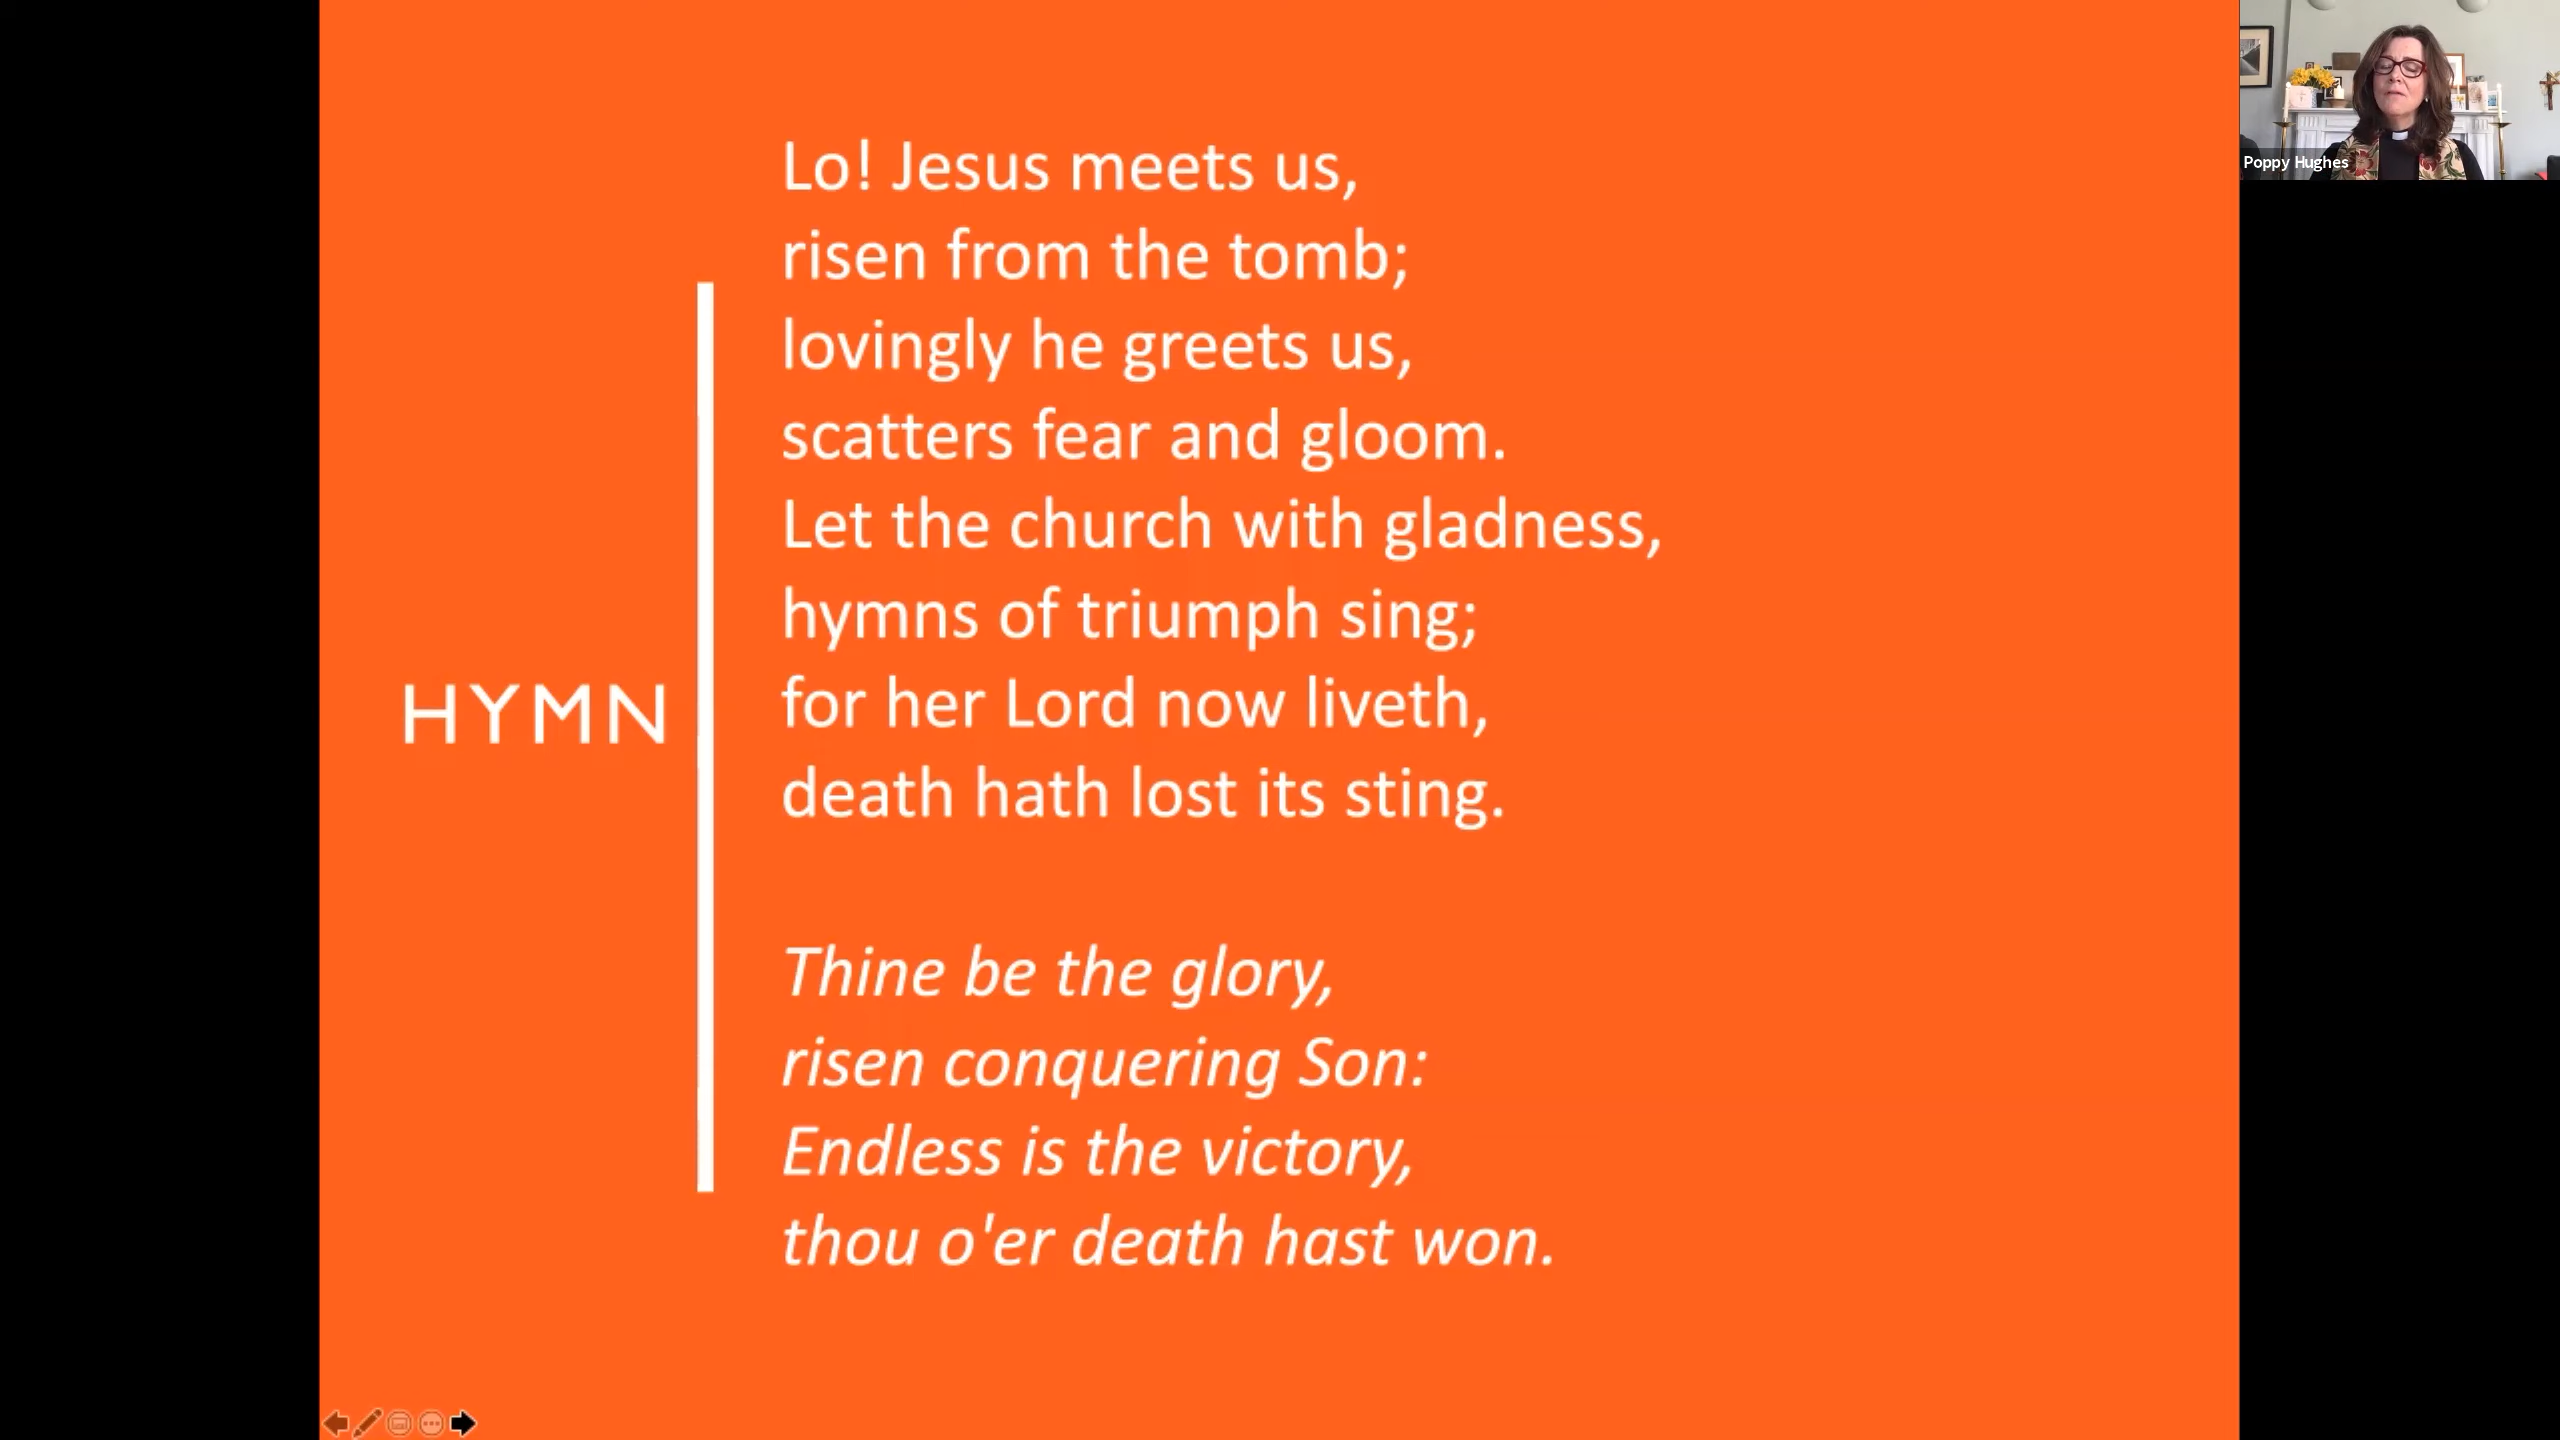 HYMN
Lo! Jesus meets us,
risen from the tomb;
lovingly he greets us,
scatters fear and gloom.
Let the church with gladness,
hymns of triumph sing;
for her Lord now liveth,
death hath lost its sting.
Thine be the glory,
risen conquering Son:
Endless is the victory,
thou o'er death hast won.
Poppy Hughes